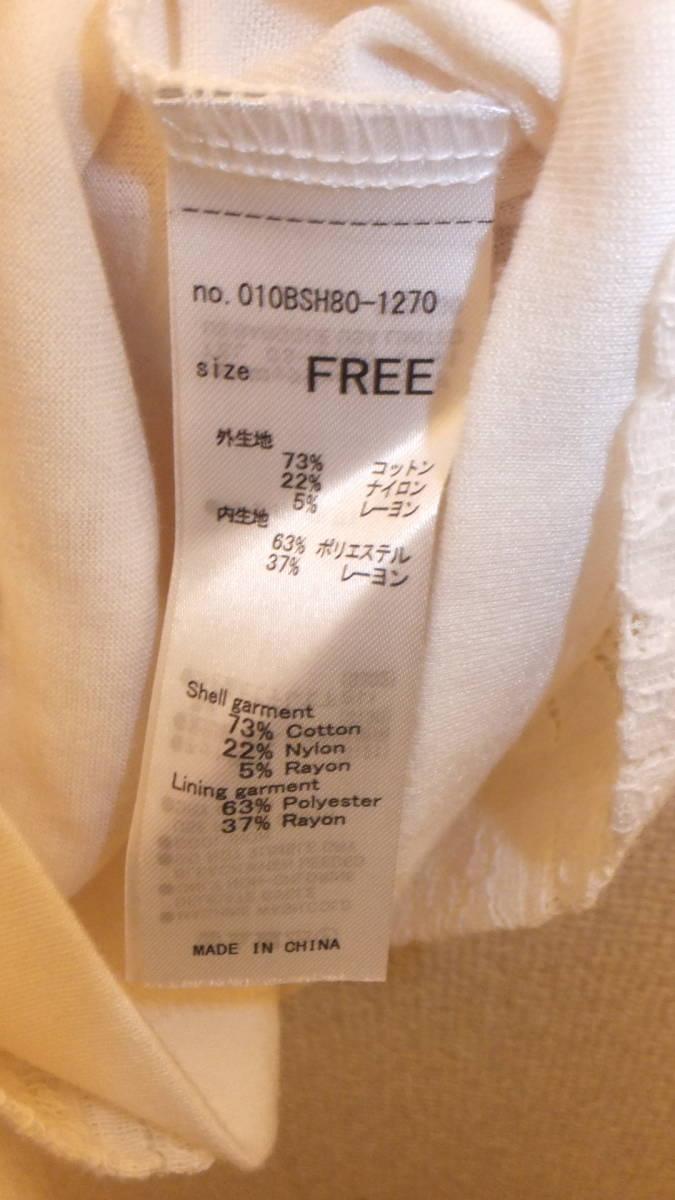 no. 010BSH80-1270
size FREE
外生地
73% コットン
22% ナイロン
5% レーヨン
内生地
63% ポリエステル
37% レーヨン
Shell garment
73% Cotton
22% Nylon
5% Rayon
Lining garment
63% Polyester
37% Rayon
MADE IN CHINA